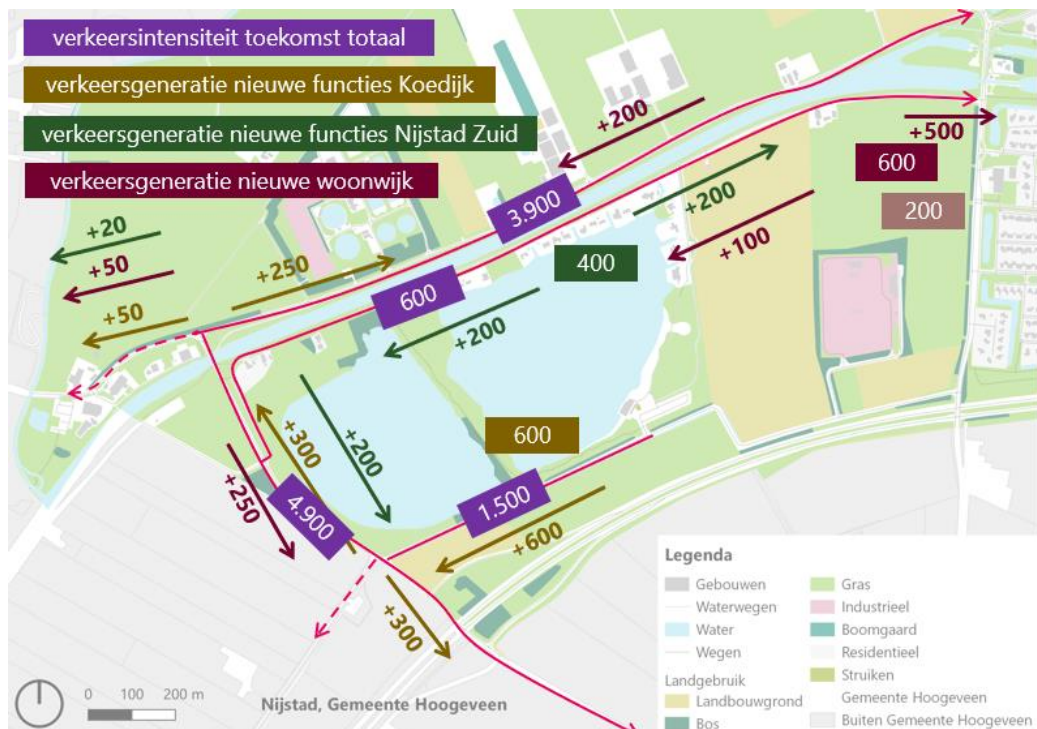 verkeersintensiteit toekomst totaal
verkeersgeneratie nieuwe functies Koedijk
verkeersgeneratie nieuwe functies Nijstad Zuid
verkeersgeneratie nieuwe woonwijk
+200
+500
600
200
3.900
+200
+100
400
+20
+50
+50
+250
600
+200
600
+300
+200
+250
4.900
1.500
+600
+300
Legenda
Gebouwen
Waterwegen
Water
Wegen
Landgebruik
Landbouwgrond
Bos
Gras
Industrieel
Boomgaard
Residentieel
Struiken
Gemeente Hoogeveen
Buiten Gemeente Hoogeveen
0 100 200 m
Nijstad, Gemeente Hoogeveen